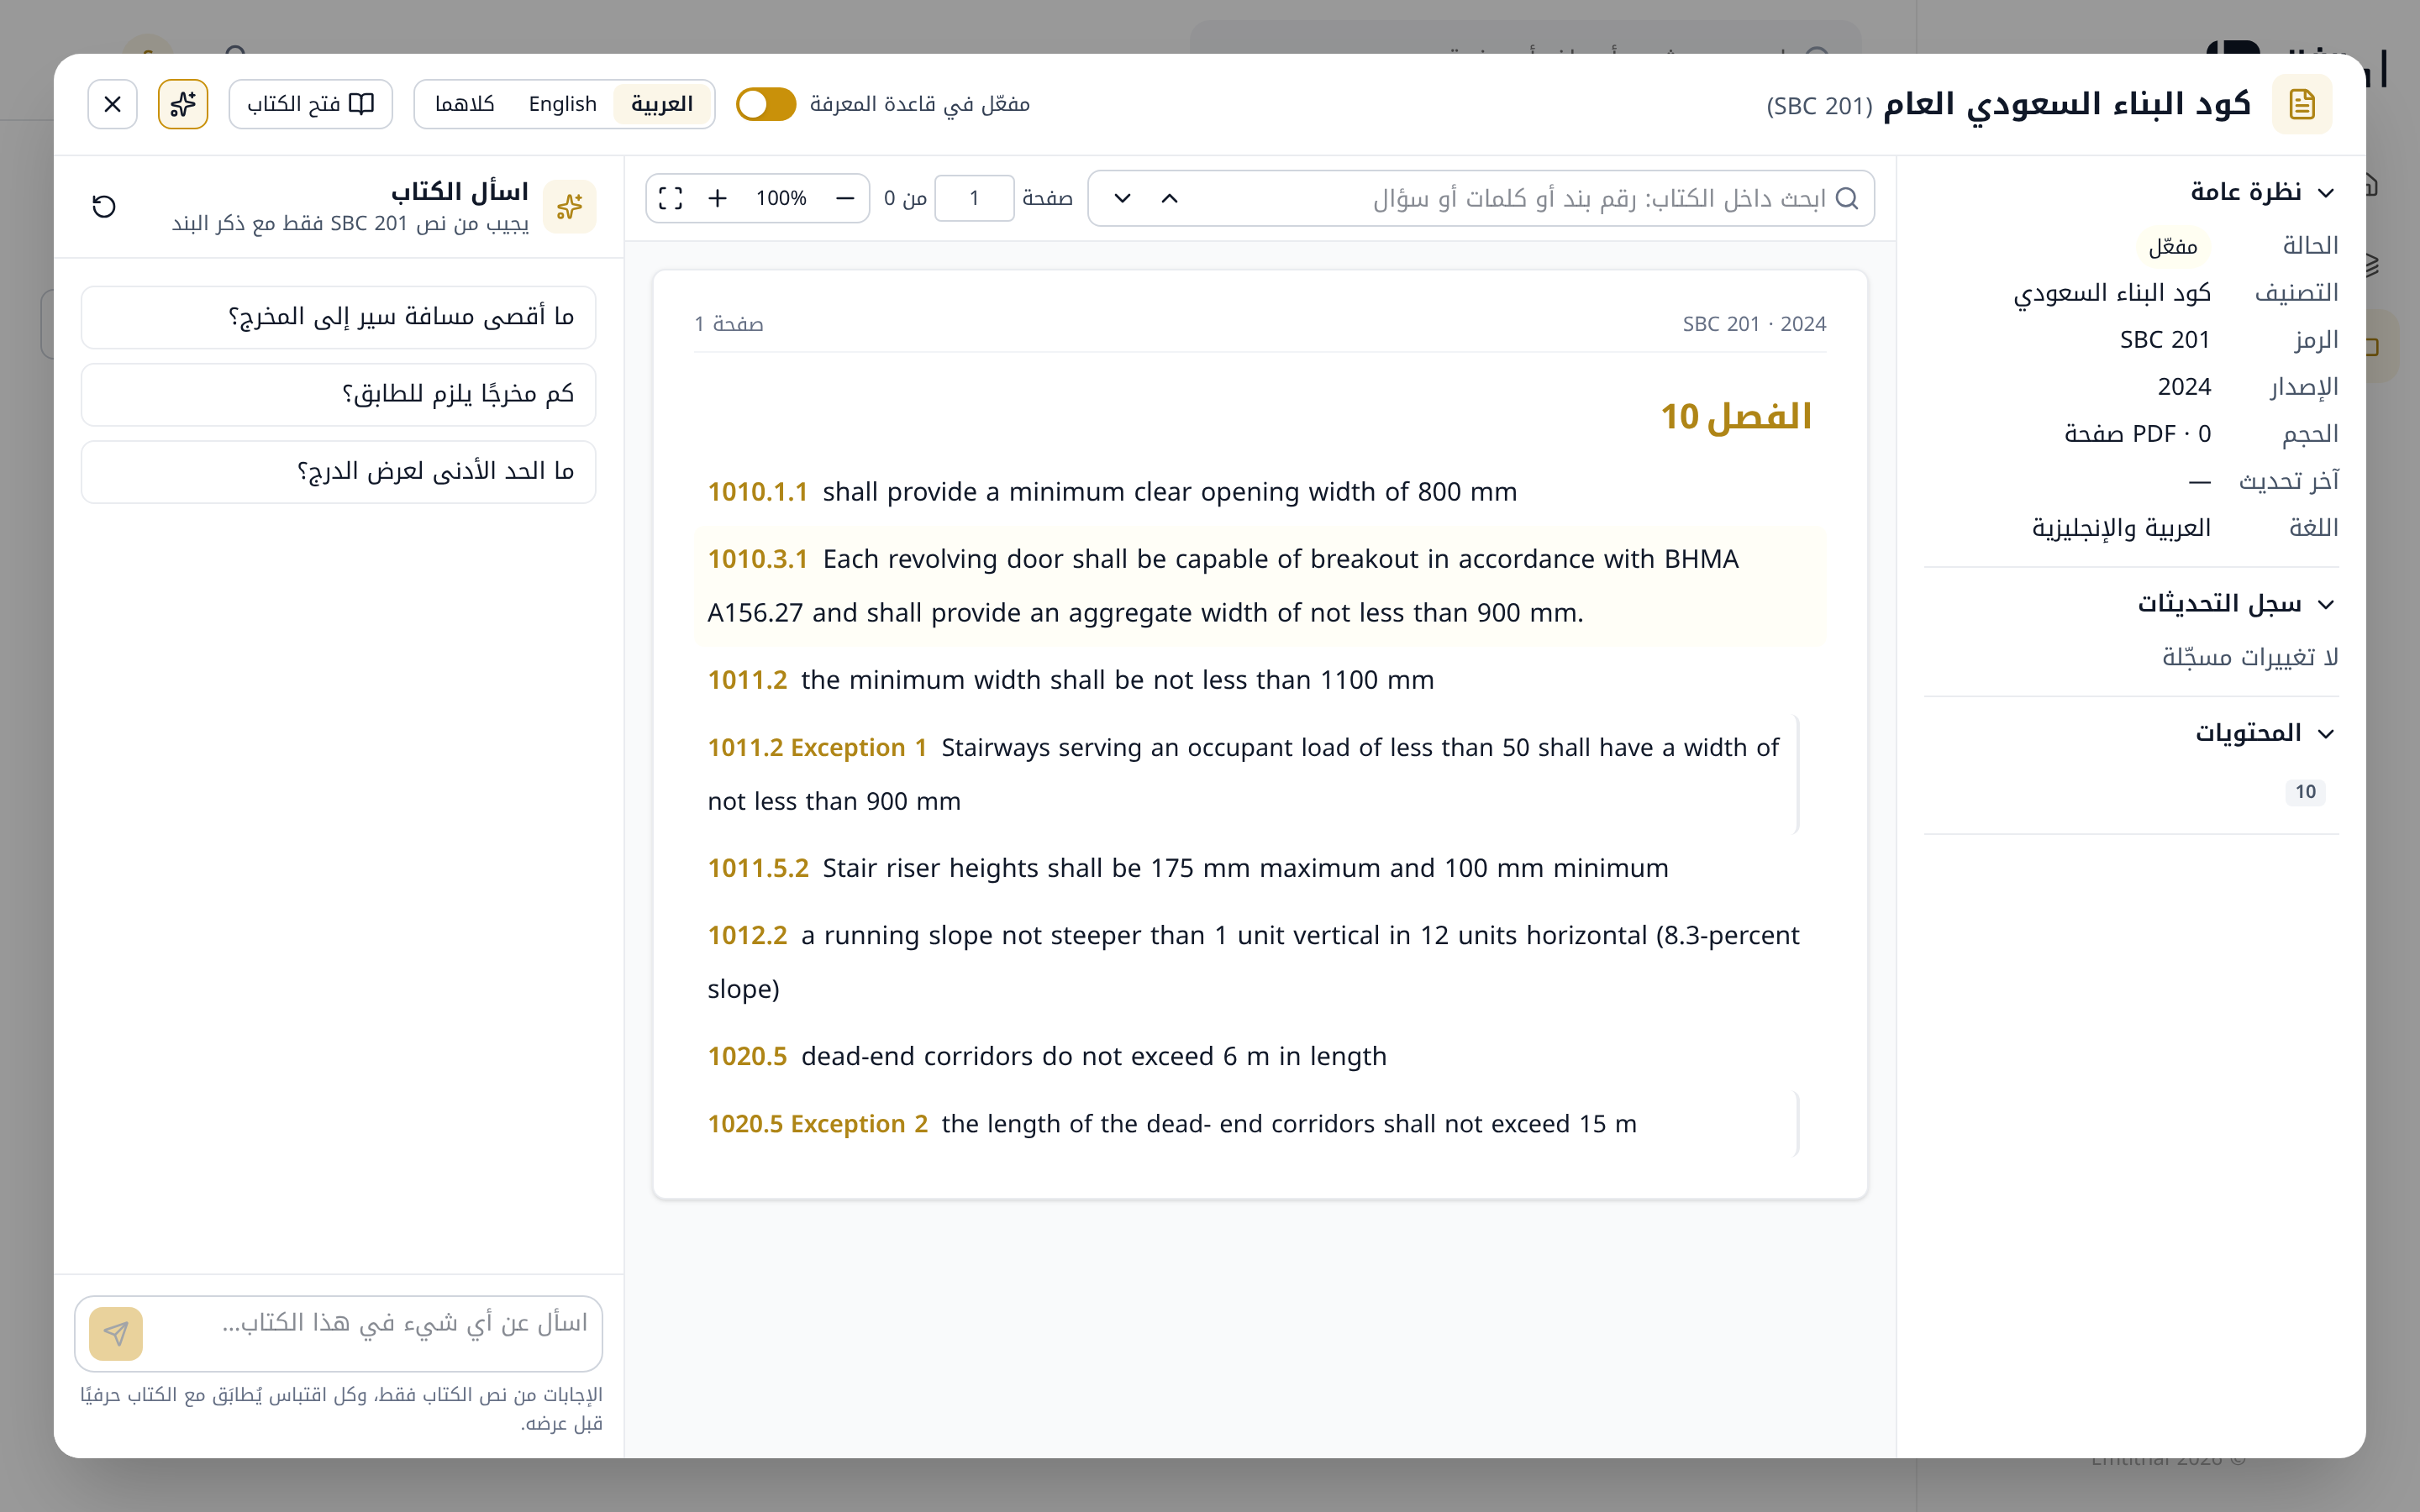 كود البناء السعودي العام (SBC 201)
مفعّل في قاعدة المعرفة
العربية English كلاهما
فتح الكتاب
نظرة عامة
الحالة مفعّل
التصنيف كود البناء السعودي
الرمز SBC 201
الإصدار 2024
الحجم PDF · 0 صفحة
آخر تحديث —
اللغة العربية والإنجليزية
سجل التحديثات
لا تغييرات مسجّلة
المحتويات
10
ابحث داخل الكتاب: رقم بند أو كلمات أو سؤال
صفحة 1 من 0
100%
SBC 201 · 2024
صفحة 1
الفصل 10
1010.1.1 shall provide a minimum clear opening width of 800 mm
1010.3.1 Each revolving door shall be capable of breakout in accordance with BHMA
A156.27 and shall provide an aggregate width of not less than 900 mm.
1011.2 the minimum width shall be not less than 1100 mm
1011.2 Exception 1 Stairways serving an occupant load of less than 50 shall have a width of
not less than 900 mm
1011.5.2 Stair riser heights shall be 175 mm maximum and 100 mm minimum
1012.2 a running slope not steeper than 1 unit vertical in 12 units horizontal (8.3-percent
slope)
1020.5 dead-end corridors do not exceed 6 m in length
1020.5 Exception 2 the length of the dead- end corridors shall not exceed 15 m
اسأل الكتاب
يجيب من نص SBC 201 فقط مع ذكر البند
ما أقصى مسافة سير إلى المخرج؟
كم مخرجًا يلزم للطابق؟
ما الحد الأدنى لعرض الدرج؟
اسأل عن أي شيء في هذا الكتاب...
الإجابات من نص الكتاب فقط، وكل اقتباس يُطابَق مع الكتاب حرفيًا
قبل عرضه.